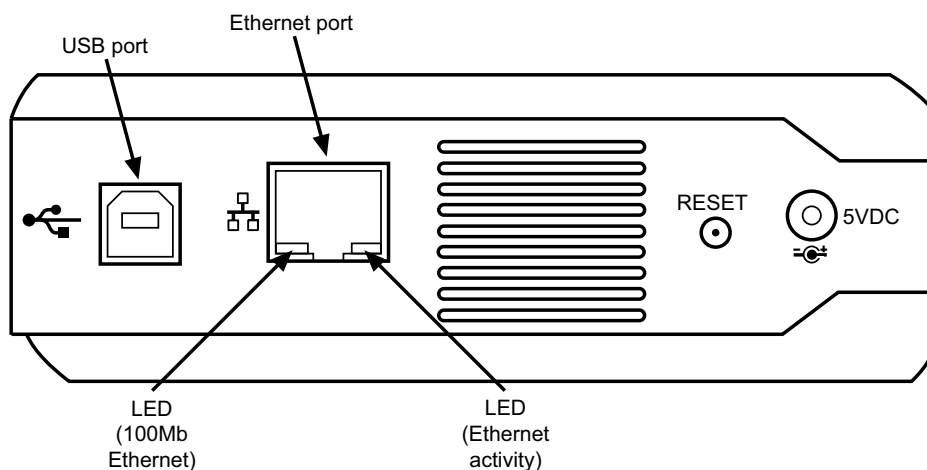 Ethernet port
USB port
RESET
5VDC
LED
(100Mb
Ethernet)
LED
(Ethernet
activity)